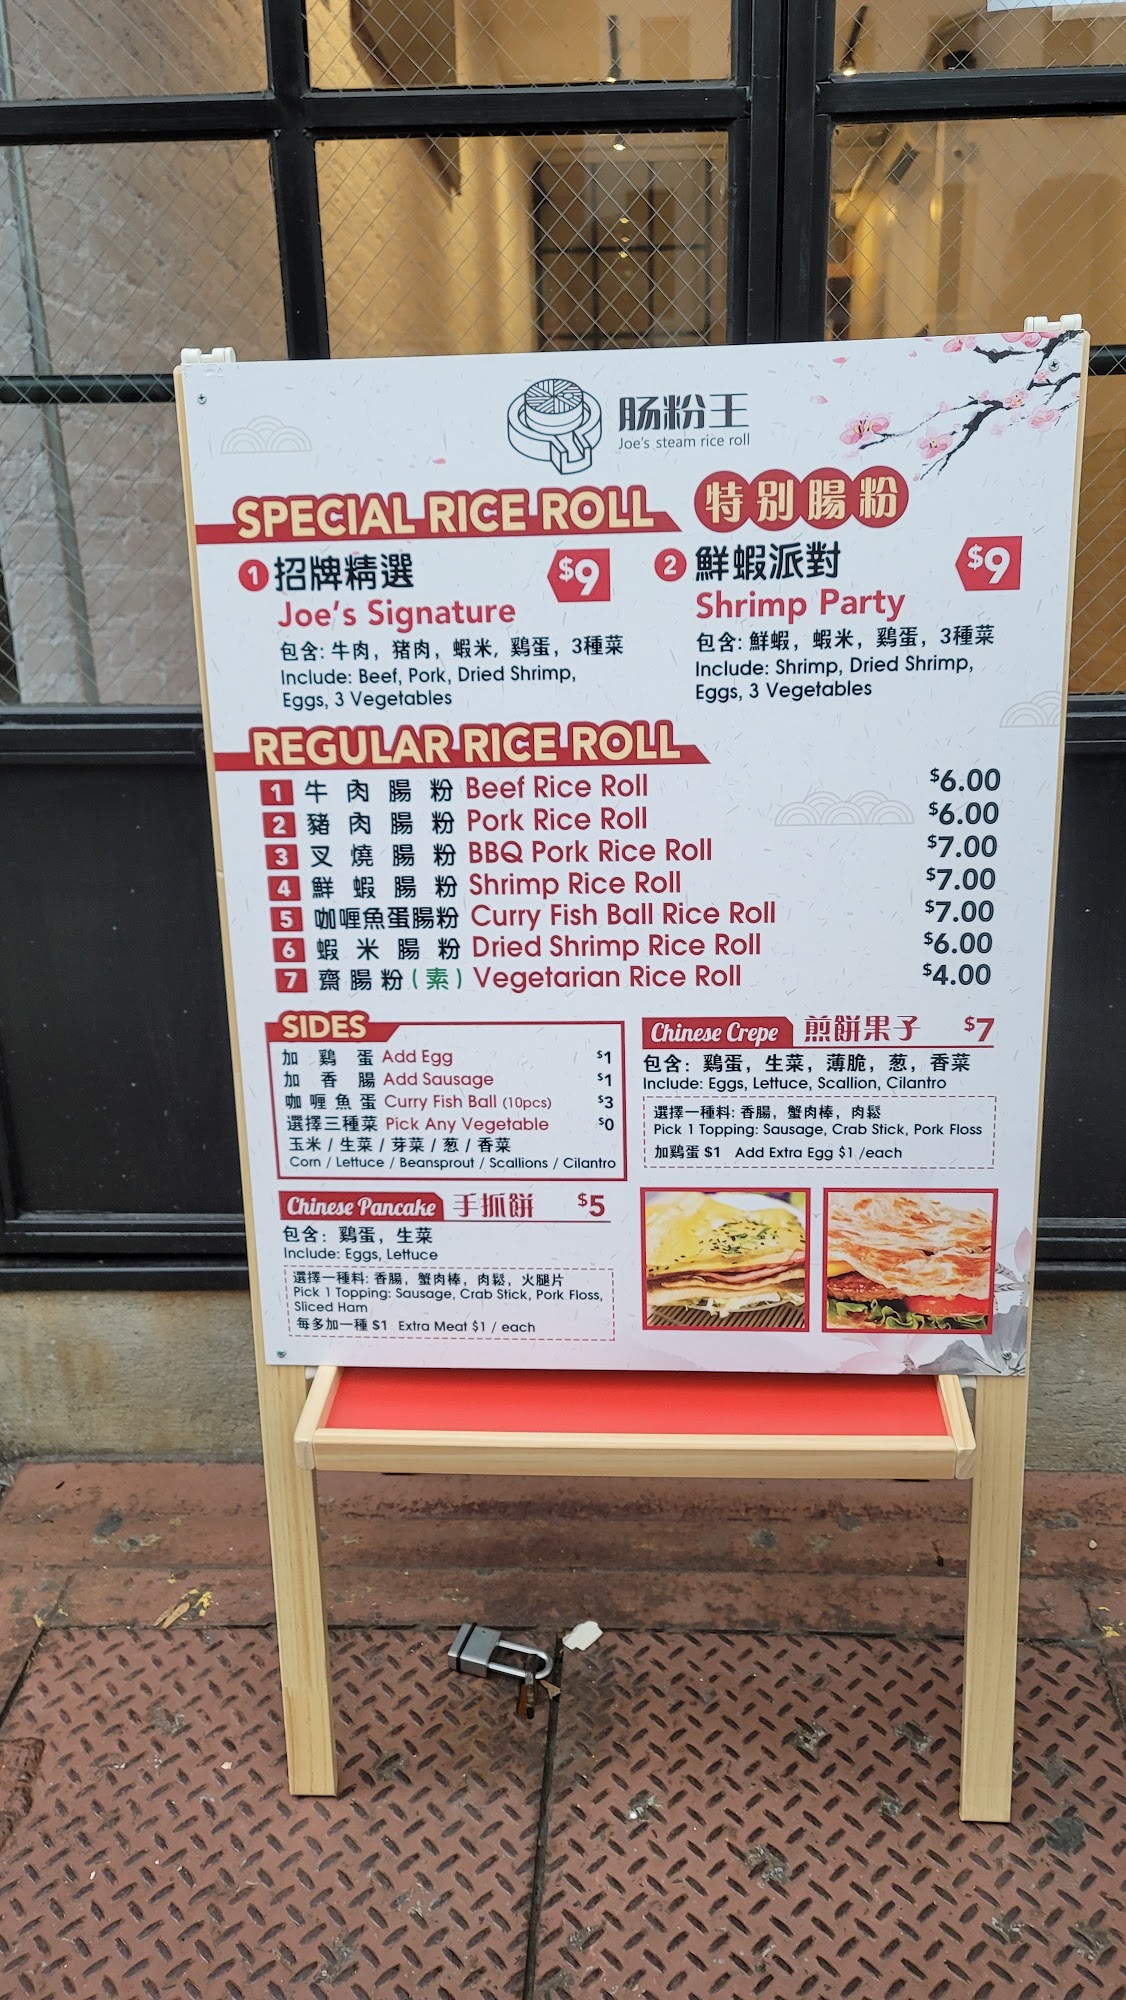 肠粉王
Joe's steam rice roll
SPECIAL RICE ROLL 特别腸粉
1 招牌精選 $9
Joe's Signature
包含: 牛肉, 猪肉, 蝦米, 鷄蛋, 3種菜
Include: Beef, Pork, Dried Shrimp,
Eggs, 3 Vegetables
2 鮮蝦派對 $9
Shrimp Party
包含: 鮮蝦, 蝦米, 鷄蛋, 3種菜
Include: Shrimp, Dried Shrimp,
Eggs, 3 Vegetables
REGULAR RICE ROLL
1 牛肉腸粉 Beef Rice Roll $6.00
2 豬肉腸粉 Pork Rice Roll $6.00
3 叉燒腸粉 BBQ Pork Rice Roll $7.00
4 鮮蝦腸粉 Shrimp Rice Roll $7.00
5 咖喱魚蛋腸粉 Curry Fish Ball Rice Roll $7.00
6 蝦米腸粉 Dried Shrimp Rice Roll $6.00
7 齋腸粉(素) Vegetarian Rice Roll $4.00
SIDES
加鷄蛋 Add Egg $1
加香腸 Add Sausage $1
咖喱魚蛋 Curry Fish Ball (10pcs) $3
選擇三種菜 Pick Any Vegetable $0
玉米 / 生菜 / 芽菜 / 葱 / 香菜
Corn / Lettuce / Beansprout / Scallions / Cilantro
Chinese Crepe 煎餅果子 $7
包含: 鷄蛋, 生菜, 薄脆, 葱, 香菜
Include: Eggs, Lettuce, Scallion, Cilantro
選擇一種料: 香腸, 蟹肉棒, 肉鬆
Pick 1 Topping: Sausage, Crab Stick, Pork Floss
加鷄蛋 $1 Add Extra Egg $1 /each
Chinese Pancake 手抓餅 $5
包含: 鷄蛋, 生菜
Include: Eggs, Lettuce
選擇一種料: 香腸, 蟹肉棒, 肉鬆, 火腿片
Pick 1 Topping: Sausage, Crab Stick, Pork Floss,
Sliced Ham
每多加一種 $1 Extra Meat $1 / each